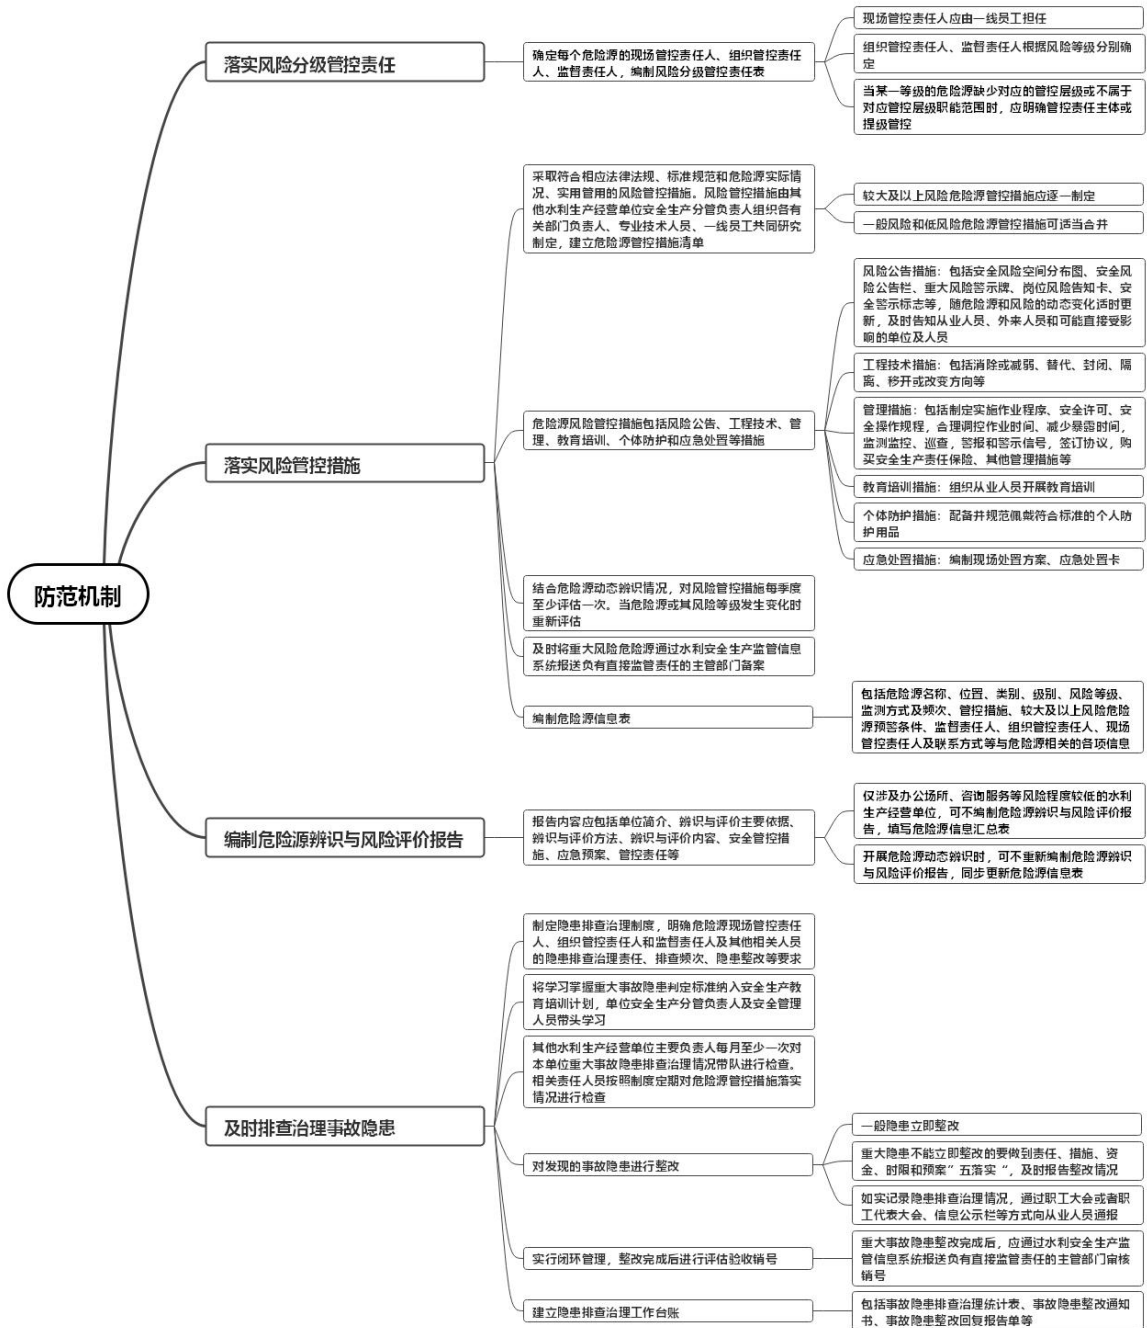 防范机制
落实风险分级管控责任
确定每个危险源的现场管控责任人、组织管控责任
人、监督责任人，编制风险分级管控责任表
现场管控责任人应由一线员工担任
组织管控责任人、监督责任人根据风险等级分别确
定
当某一等级的危险源缺少对应的管控层级或不属于
对应管控层级职能范围时，应明确管控责任主体或
提级管控
落实风险管控措施
采取符合相应法律法规、标准规范和危险源实际情
况、实用管用的风险管控措施。风险管控措施由其
他水利生产经营单位安全生产分管负责人组织各有
关部门负责人、专业技术人员、一线员工共同研究
制定，建立危险源管控措施清单
较大及以上风险危险源管控措施应逐一制定
一般风险和低风险危险源管控措施可适当合并
危险源风险管控措施包括风险公告、工程技术、管
理、教育培训、个体防护和应急处置等措施
风险公告措施：包括安全风险空间分布图、安全风
险公告栏、重大风险警示牌、岗位风险告知卡、安
全警示标志等，随危险源和风险的动态变化适时更
新，及时告知从业人员、外来人员和可能直接受影
响的单位及人员
工程技术措施：包括消除或减弱、替代、封闭、隔
离、移开或改变方向等
管理措施：包括制定实施作业程序、安全许可、安
全操作规程，合理调控作业时间、减少暴露时间，
监测监控、巡查，警报和警示信号，签订协议，购
买安全生产责任保险、其他管理措施等
教育培训措施：组织从业人员开展教育培训
个体防护措施：配备并规范佩戴符合标准的个人防
护用品
应急处置措施：编制现场处置方案、应急处置卡
结合危险源动态辨识情况，对风险管控措施每季度
至少评估一次。当危险源或其风险等级发生变化时
重新评估
及时将重大风险危险源通过水利安全生产监管信息
系统报送负有直接监管责任的主管部门备案
编制危险源信息表
包括危险源名称、位置、类别、级别、风险等级、
监测方式及频次、管控措施、较大及以上风险危险
源预警条件、监督责任人、组织管控责任人、现场
管控责任人及联系方式等与危险源相关的各项信息
编制危险源辨识与风险评价报告
报告内容应包括单位简介、辨识与评价主要依据、
辨识与评价方法、辨识与评价内容、安全管控措
施、应急预案、管控责任等
仅涉及办公场所、咨询服务等风险程度较低的水利
生产经营单位，可不编制危险源辨识与风险评价报
告，填写危险源信息汇总表
开展危险源动态辨识时，可不重新编制危险源辨识
与风险评价报告，同步更新危险源信息表
及时排查治理事故隐患
制定隐患排查治理制度，明确危险源现场管控责任
人、组织管控责任人和监督责任人及其他相关人员
的隐患排查治理责任、排查频次、隐患整改等要求
将学习掌握重大事故隐患判定标准纳入安全生产教
育培训计划，单位安全生产分管负责人及安全管理
人员带头学习
其他水利生产经营单位主要负责人每月至少一次对
本单位重大事故隐患排查治理情况带队进行检查。
相关责任人员按照制度定期对危险源管控措施落实
情况进行检查
对发现的事故隐患进行整改
一般隐患立即整改
重大隐患不能立即整改的要做到责任、措施、资
金、时限和预案”五落实“，及时报告整改情况
如实记录隐患排查治理情况，通过职工大会或者职
工代表大会、信息公示栏等方式向从业人员通报
实行闭环管理，整改完成后进行评估验收销号
重大事故隐患整改完成后，应通过水利安全生产监
管信息系统报送负有直接监管责任的主管部门审核
销号
建立隐患排查治理工作台账
包括事故隐患排查治理统计表、事故隐患整改通知
书、事故隐患整改回复报告单等